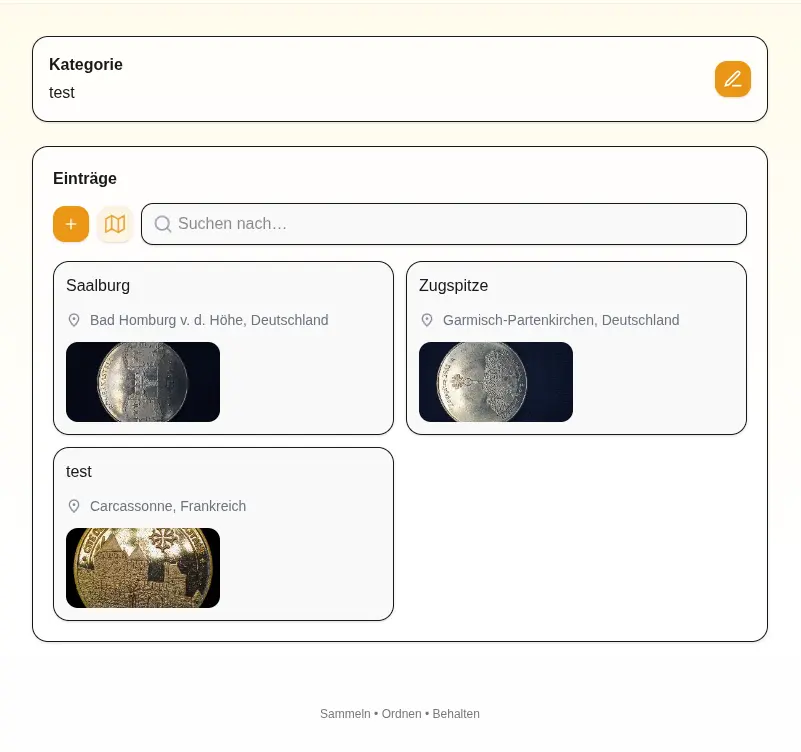 Kategorie
test
Einträge
Suchen nach…
Saalburg
Bad Homburg v. d. Höhe, Deutschland
Zugspitze
Garmisch-Partenkirchen, Deutschland
test
Carcassonne, Frankreich
Sammeln • Ordnen • Behalten